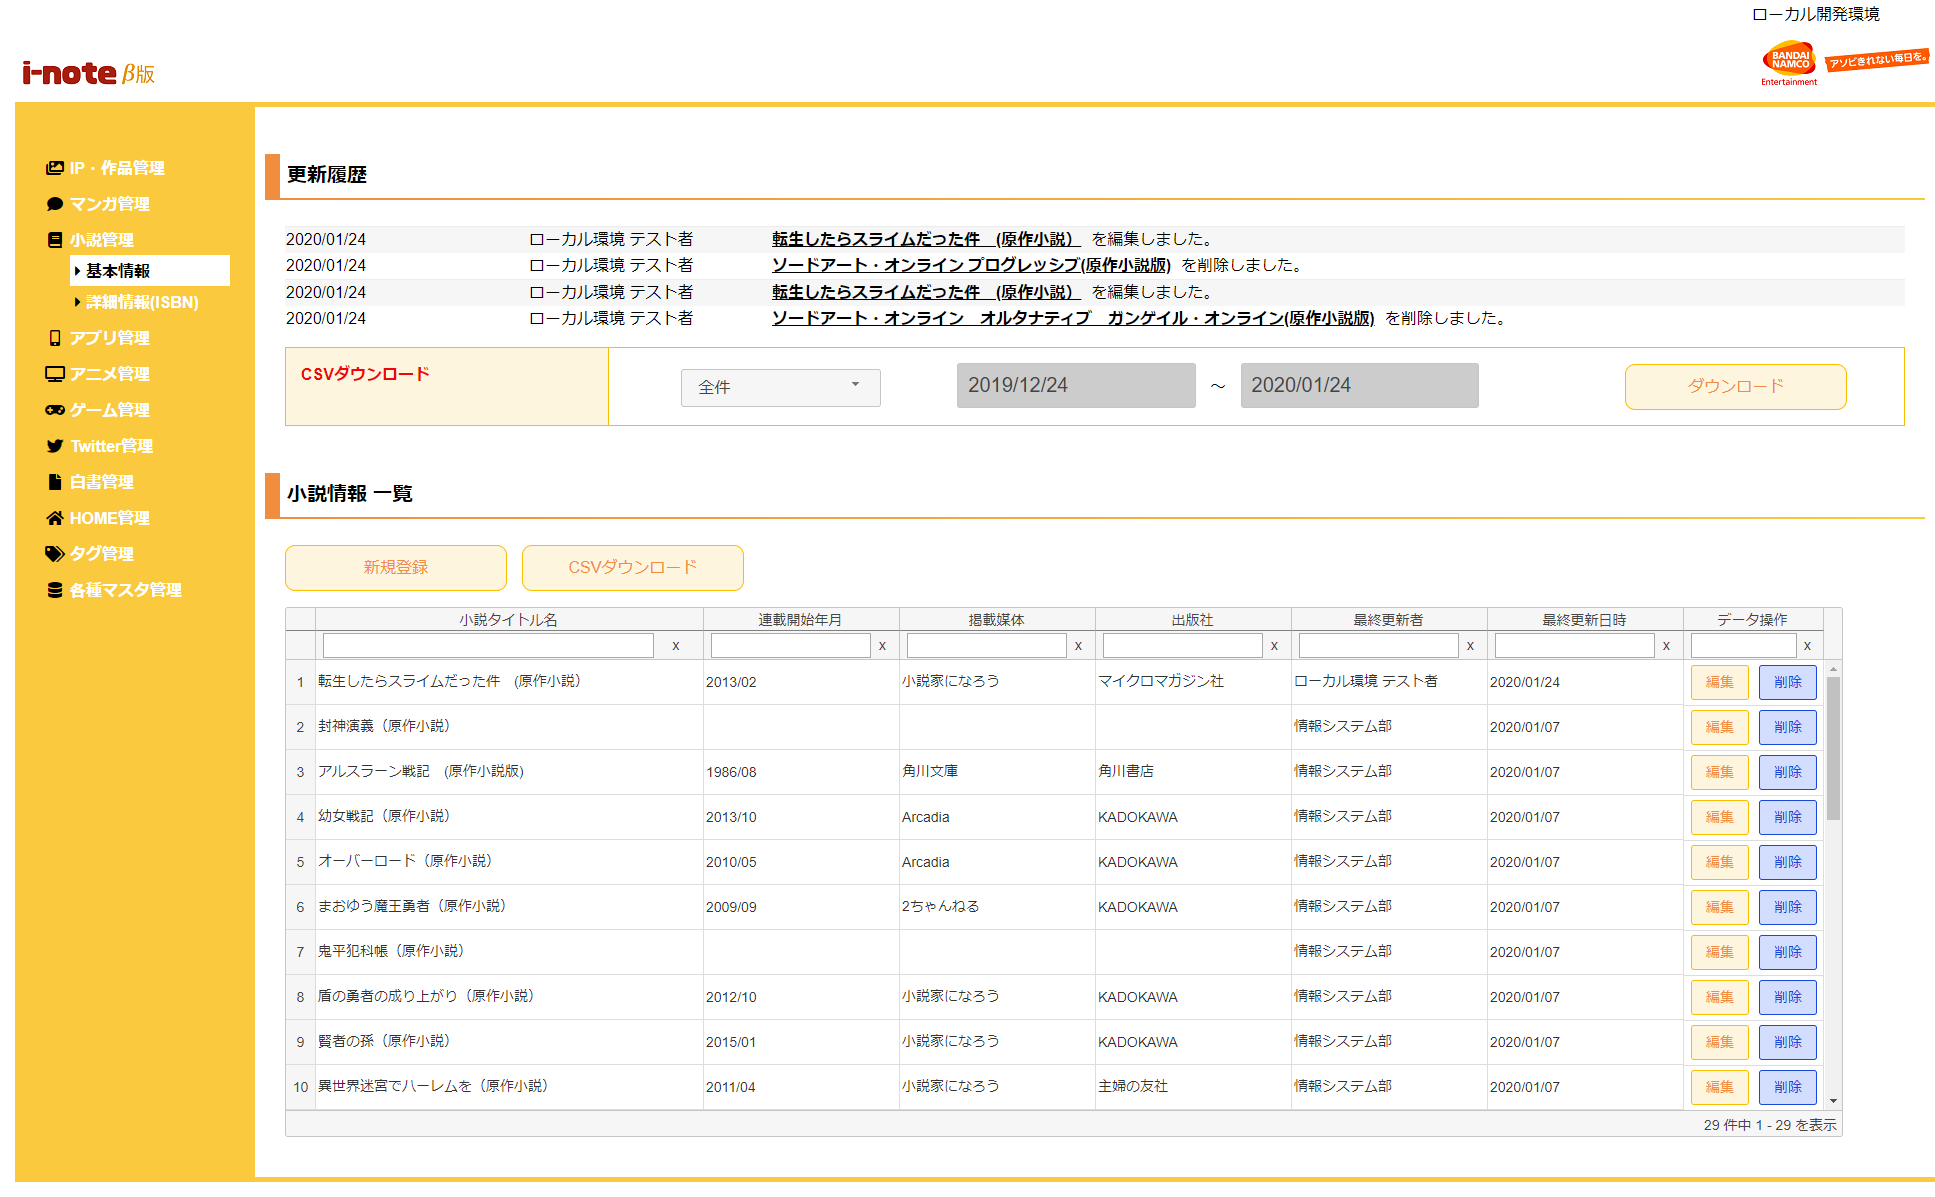 ローカル開発環境
i-note β版
BANDAI NAMCO Entertainment
アソビきれない毎日を。
IP・作品管理
マンガ管理
小説管理
基本情報
詳細情報(ISBN)
アプリ管理
アニメ管理
ゲーム管理
Twitter管理
白書管理
HOME管理
タグ管理
各種マスタ管理
更新履歴
2020/01/24 ローカル環境 テスト者 転生したらスライムだった件　(原作小説） を編集しました。
2020/01/24 ローカル環境 テスト者 ソードアート・オンライン プログレッシブ(原作小説版) を削除しました。
2020/01/24 ローカル環境 テスト者 転生したらスライムだった件　(原作小説） を編集しました。
2020/01/24 ローカル環境 テスト者 ソードアート・オンライン　オルタナティブ　ガンゲイル・オンライン(原作小説版) を削除しました。
CSVダウンロード 全件 2019/12/24 ～ 2020/01/24 ダウンロード
小説情報 一覧
新規登録 CSVダウンロード
小説タイトル名 連載開始年月 掲載媒体 出版社 最終更新者 最終更新日時 データ操作
x x x x x x x
1 転生したらスライムだった件　(原作小説） 2013/02 小説家になろう マイクロマガジン社 ローカル環境 テスト者 2020/01/24 編集 削除
2 封神演義（原作小説） 情報システム部 2020/01/07 編集 削除
3 アルスラーン戦記　(原作小説版) 1986/08 角川文庫 角川書店 情報システム部 2020/01/07 編集 削除
4 幼女戦記（原作小説） 2013/10 Arcadia KADOKAWA 情報システム部 2020/01/07 編集 削除
5 オーバーロード（原作小説） 2010/05 Arcadia KADOKAWA 情報システム部 2020/01/07 編集 削除
6 まおゆう魔王勇者（原作小説） 2009/09 2ちゃんねる KADOKAWA 情報システム部 2020/01/07 編集 削除
7 鬼平犯科帳（原作小説） 情報システム部 2020/01/07 編集 削除
8 盾の勇者の成り上がり（原作小説） 2012/10 小説家になろう KADOKAWA 情報システム部 2020/01/07 編集 削除
9 賢者の孫（原作小説） 2015/01 小説家になろう KADOKAWA 情報システム部 2020/01/07 編集 削除
10 異世界迷宮でハーレムを（原作小説） 2011/04 小説家になろう 主婦の友社 情報システム部 2020/01/07 編集 削除
29 件中 1 - 29 を表示